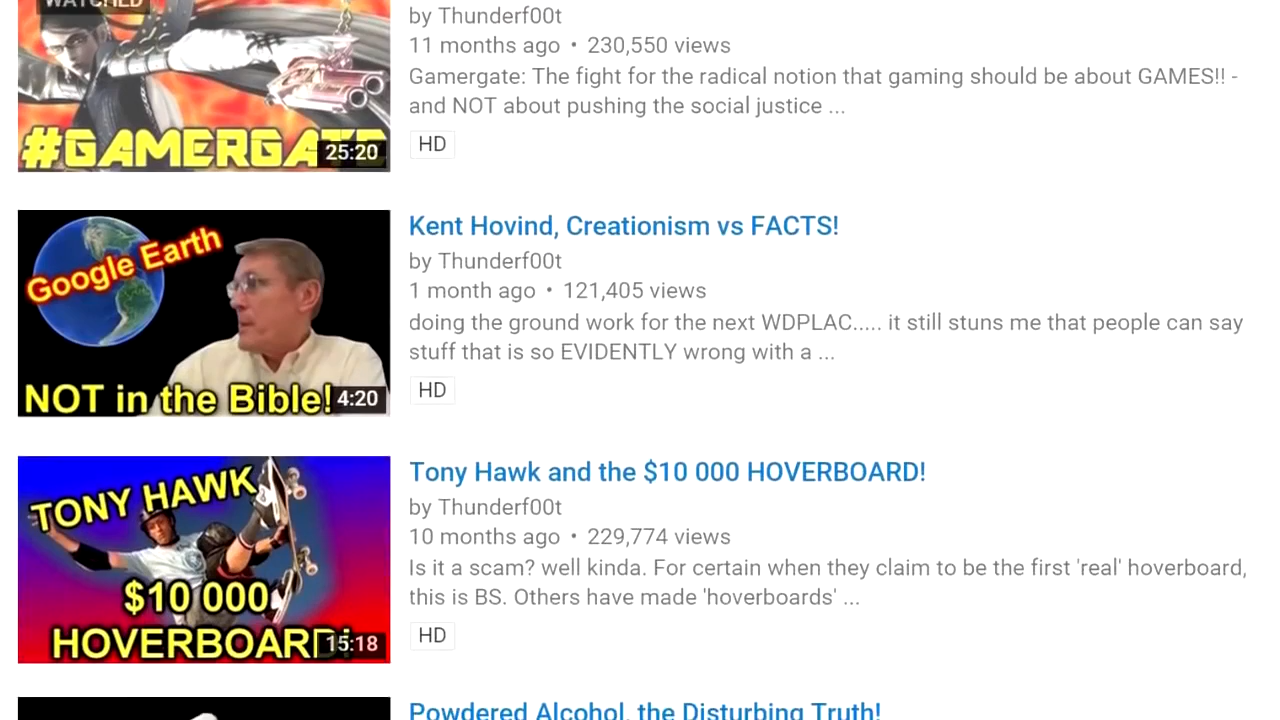 WATCHED
#GAMERGATE
25:20
by Thunderf00t
11 months ago • 230,550 views
Gamergate: The fight for the radical notion that gaming should be about GAMES!! -
and NOT about pushing the social justice ...
HD
Google Earth
NOT in the Bible!
4:20
Kent Hovind, Creationism vs FACTS!
by Thunderf00t
1 month ago • 121,405 views
doing the ground work for the next WDPLAC..... it still stuns me that people can say
stuff that is so EVIDENTLY wrong with a ...
HD
TONY HAWK
$10 000
HOVERBOARD!
15:18
Tony Hawk and the $10 000 HOVERBOARD!
by Thunderf00t
10 months ago • 229,774 views
Is it a scam? well kinda. For certain when they claim to be the first 'real' hoverboard,
this is BS. Others have made 'hoverboards' ...
HD
Powdered Alcohol, the Disturbing Truth!